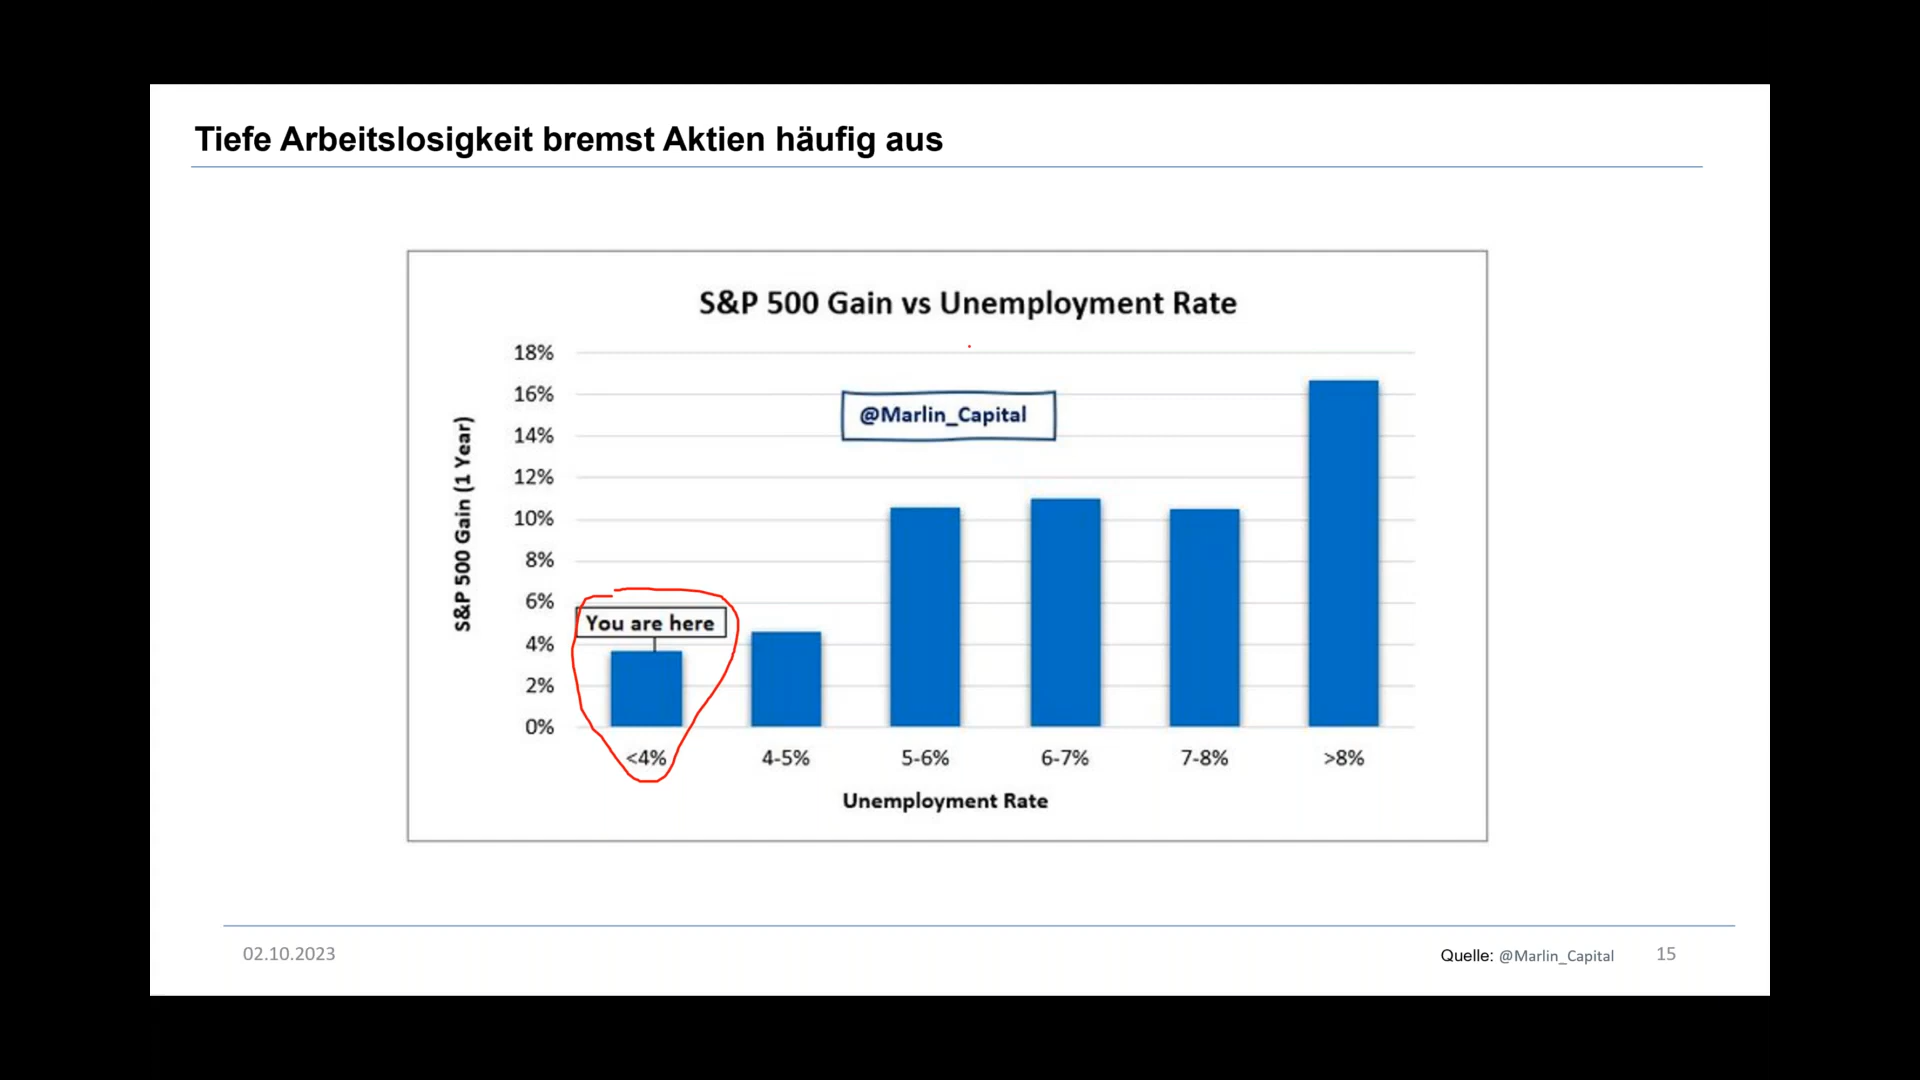 Tiefe Arbeitslosigkeit bremst Aktien häufig aus
S&P 500 Gain vs Unemployment Rate
@Marlin_Capital
S&P 500 Gain (1 Year)
18%
16%
14%
12%
10%
8%
6%
4%
2%
0%
You are here
<4%
4-5%
5-6%
6-7%
7-8%
>8%
Unemployment Rate
02.10.2023
Quelle: @Marlin_Capital
15